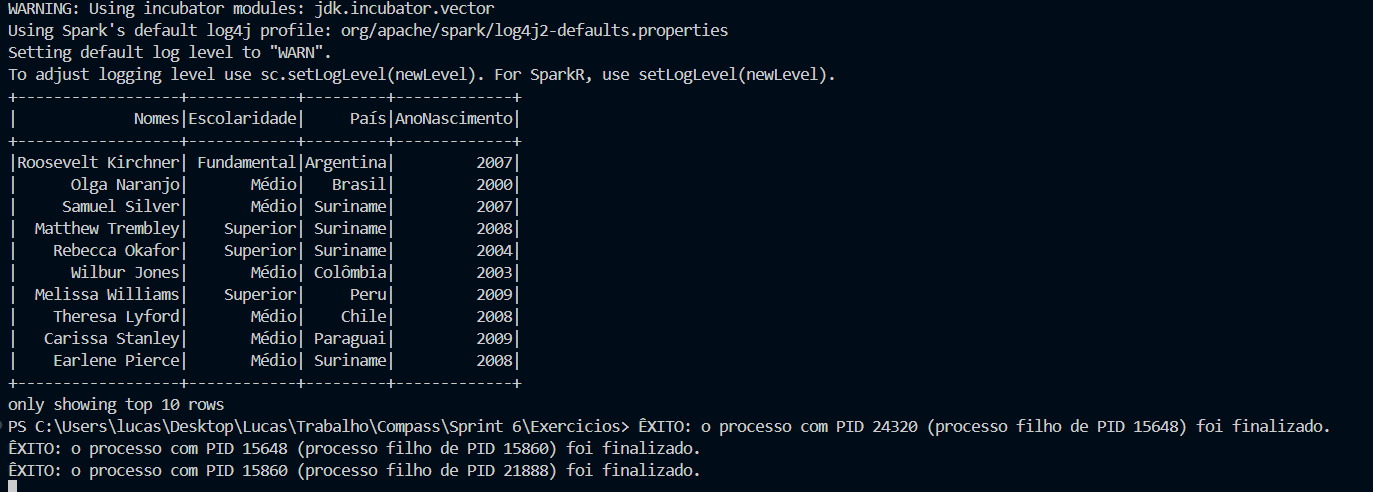 WARNING: Using incubator modules: jdk.incubator.vector
Using Spark's default log4j profile: org/apache/spark/log4j2-defaults.properties
Setting default log level to "WARN".
To adjust logging level use sc.setLogLevel(newLevel). For SparkR, use setLogLevel(newLevel).
+------------------+------------+---------+-------------+
|             Nomes|Escolaridade|     País|AnoNascimento|
+------------------+------------+---------+-------------+
|Roosevelt Kirchner| Fundamental|Argentina|         2007|
|      Olga Naranjo|       Médio|   Brasil|         2000|
|     Samuel Silver|       Médio| Suriname|         2007|
|  Matthew Trembley|    Superior| Suriname|         2008|
|    Rebecca Okafor|    Superior| Suriname|         2004|
|      Wilbur Jones|       Médio| Colômbia|         2003|
|  Melissa Williams|    Superior|     Peru|         2009|
|    Theresa Lyford|       Médio|    Chile|         2008|
|   Carissa Stanley|       Médio| Paraguai|         2009|
|    Earlene Pierce|       Médio| Suriname|         2008|
+------------------+------------+---------+-------------+
only showing top 10 rows
PS C:\Users\lucas\Desktop\Lucas\Trabalho\Compass\Sprint 6\Exercicios> ÊXITO: o processo com PID 24320 (processo filho de PID 15648) foi finalizado.
ÊXITO: o processo com PID 15648 (processo filho de PID 15860) foi finalizado.
ÊXITO: o processo com PID 15860 (processo filho de PID 21888) foi finalizado.